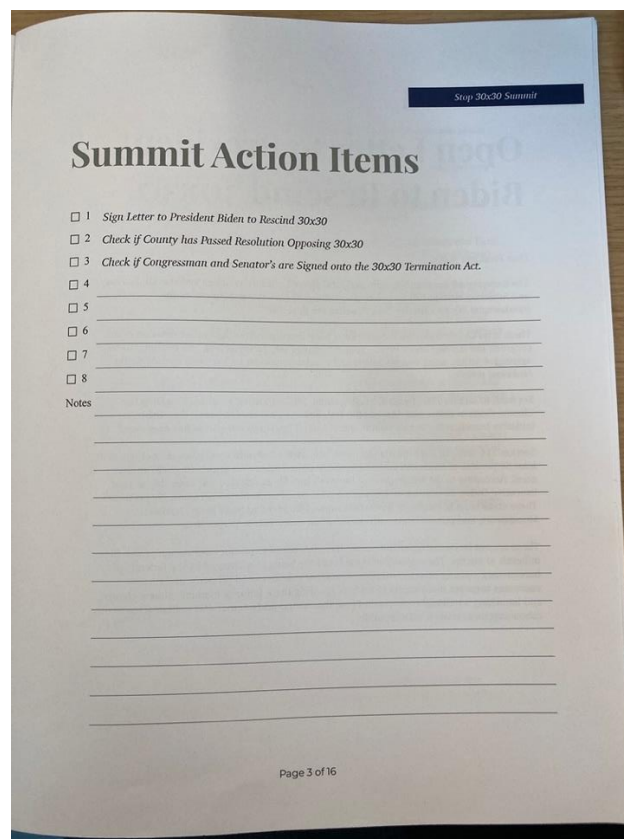 Stop 30x30 Summit
Summit Action Items
☐ 1 Sign Letter to President Biden to Rescind 30x30
☐ 2 Check if County has Passed Resolution Opposing 30x30
☐ 3 Check if Congressman and Senator's are Signed onto the 30x30 Termination Act.
☐ 4
☐ 5
☐ 6
☐ 7
☐ 8
Notes
Page 3 of 16